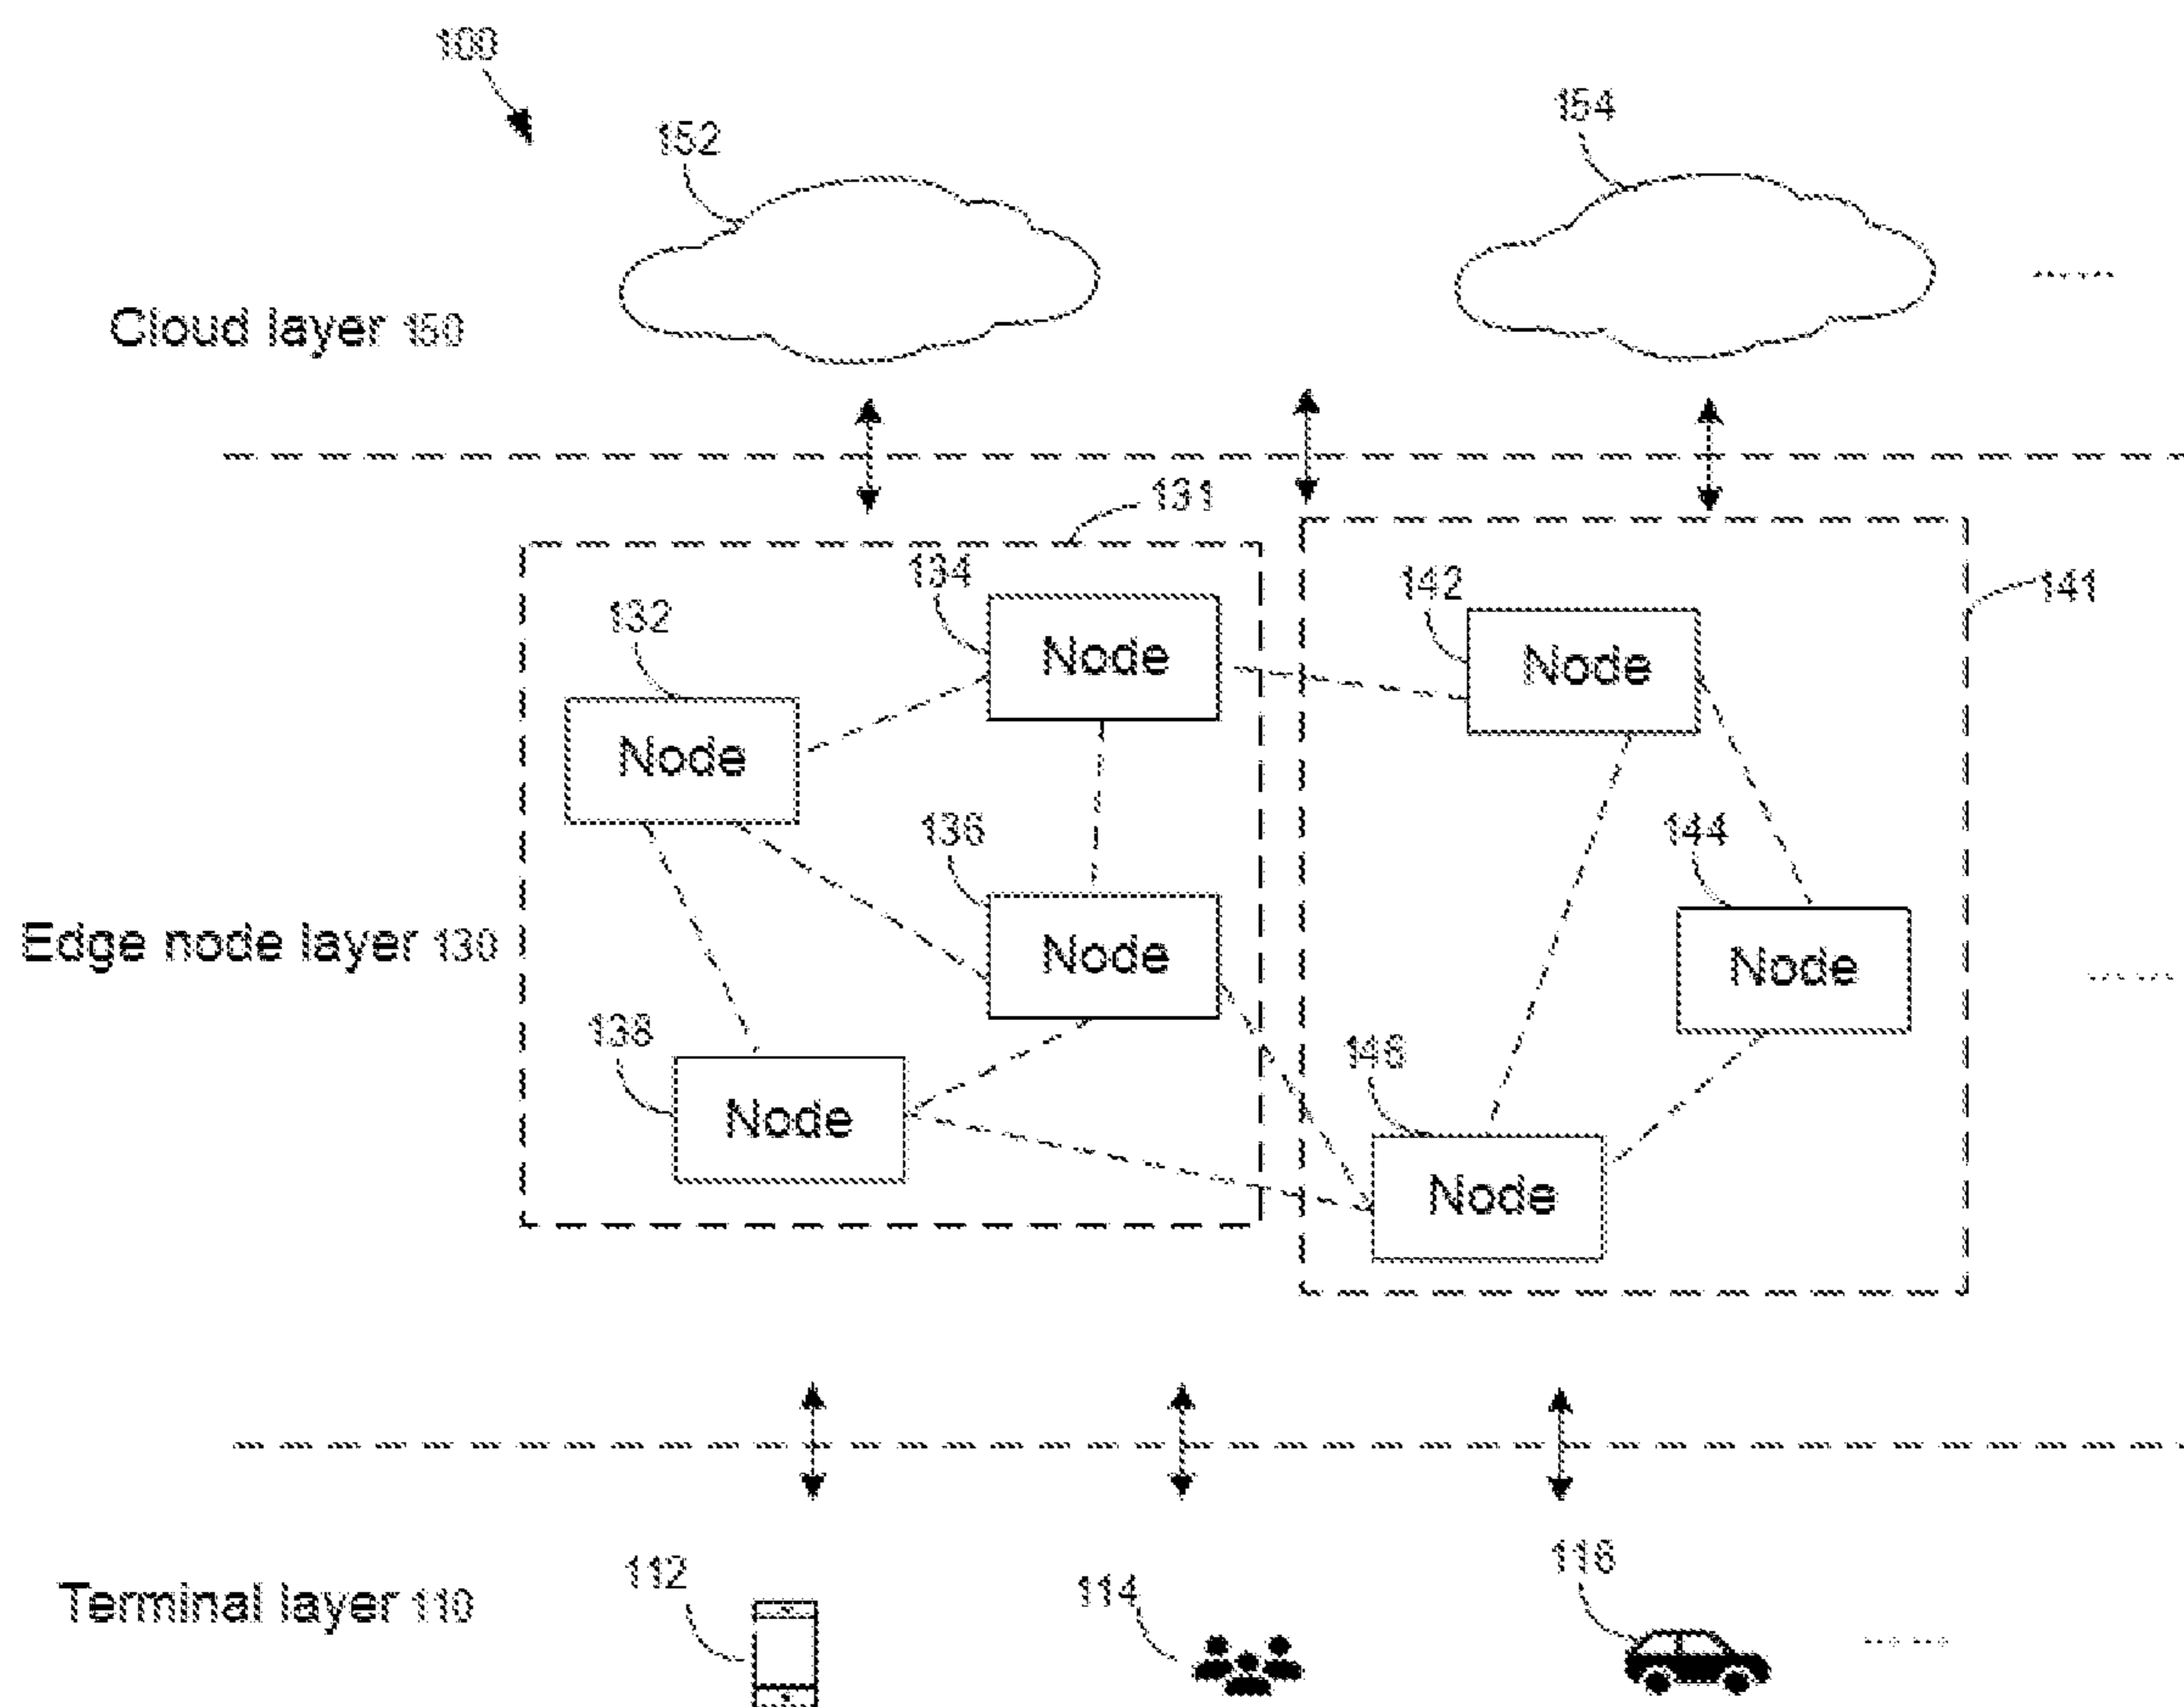 100
152
154
Cloud layer 150
131
134
142
141
132
Node
Node
Node
136
144
Edge node layer 130
Node
Node
138
146
Node
Node
112
114
116
Terminal layer 110